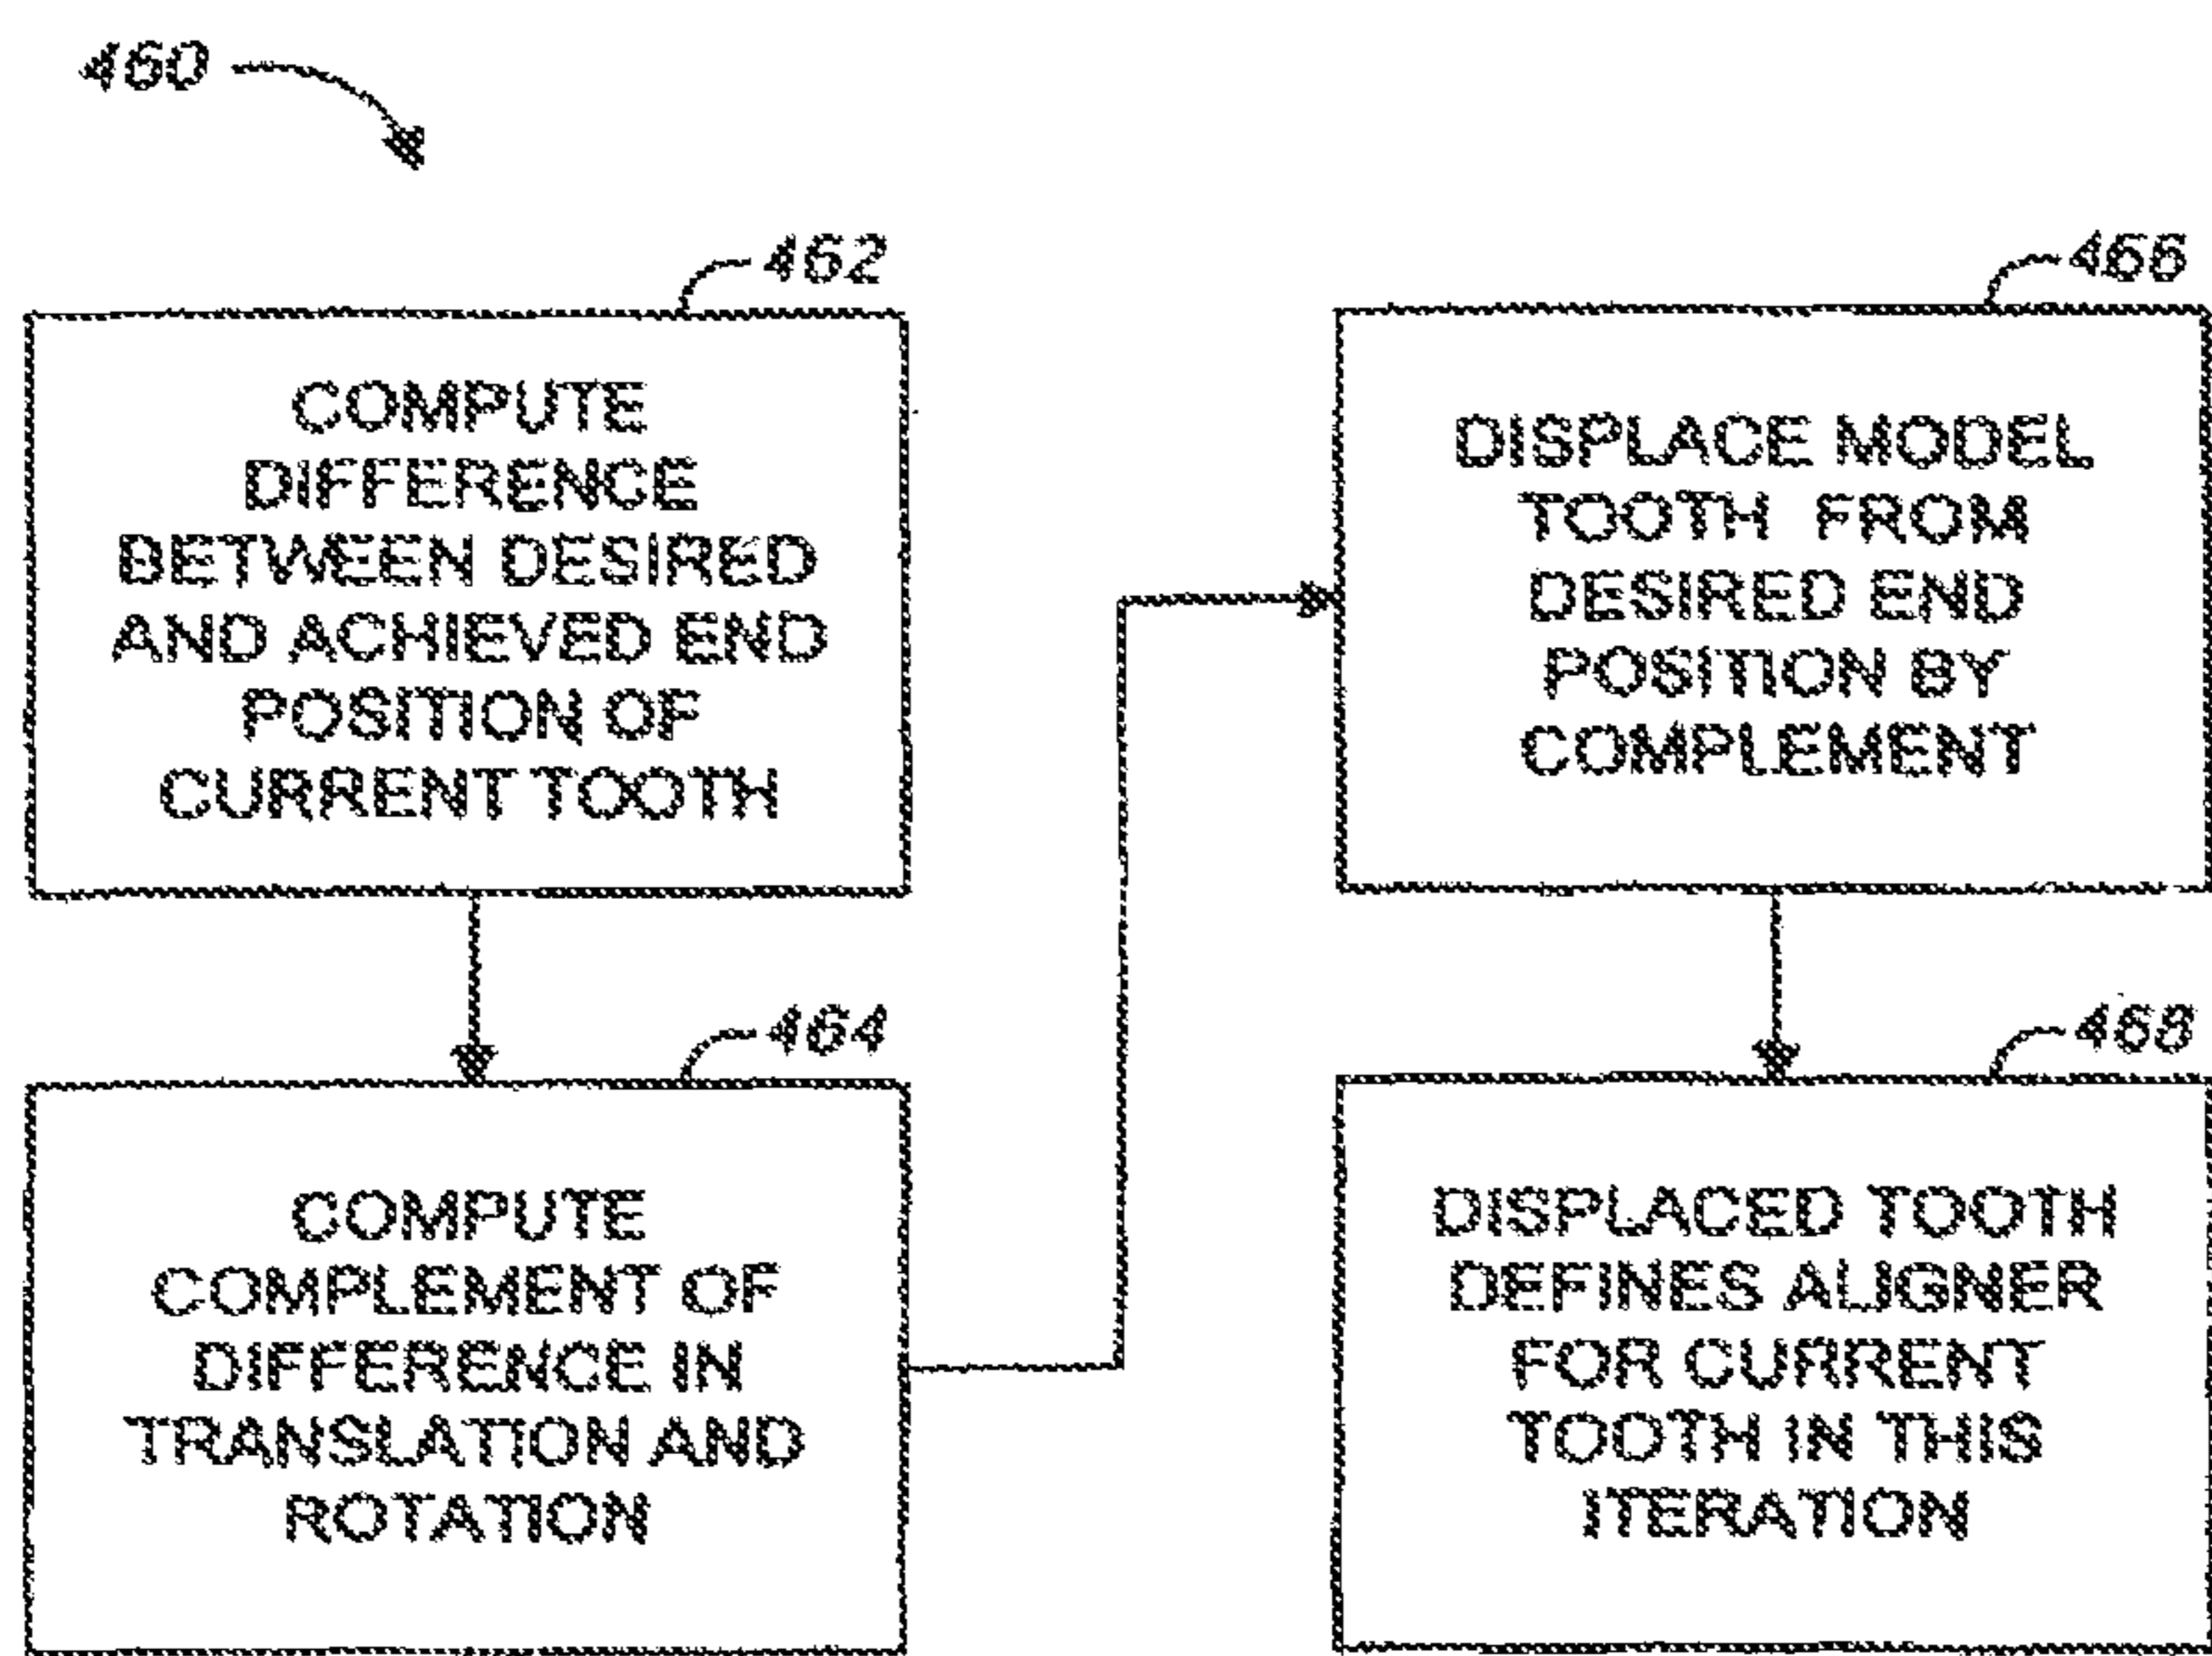 460
462
COMPUTE
DIFFERENCE
BETWEEN DESIRED
AND ACHIEVED END
POSITION OF
CURRENT TOOTH
464
COMPUTE
COMPLEMENT OF
DIFFERENCE IN
TRANSLATION AND
ROTATION
466
DISPLACE MODEL
TOOTH FROM
DESIRED END
POSITION BY
COMPLEMENT
468
DISPLACED TOOTH
DEFINES ALIGNER
FOR CURRENT
TOOTH IN THIS
ITERATION